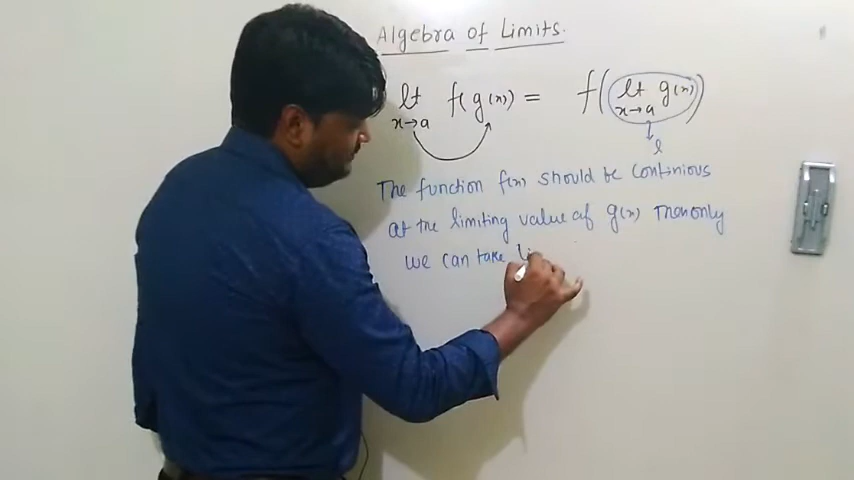 Algebra of Limits.
lt x→a f(g(x)) = f(lt x→a g(x))
l
The function f(x) should be continious
at the limiting value of g(x) Then only
we can take li